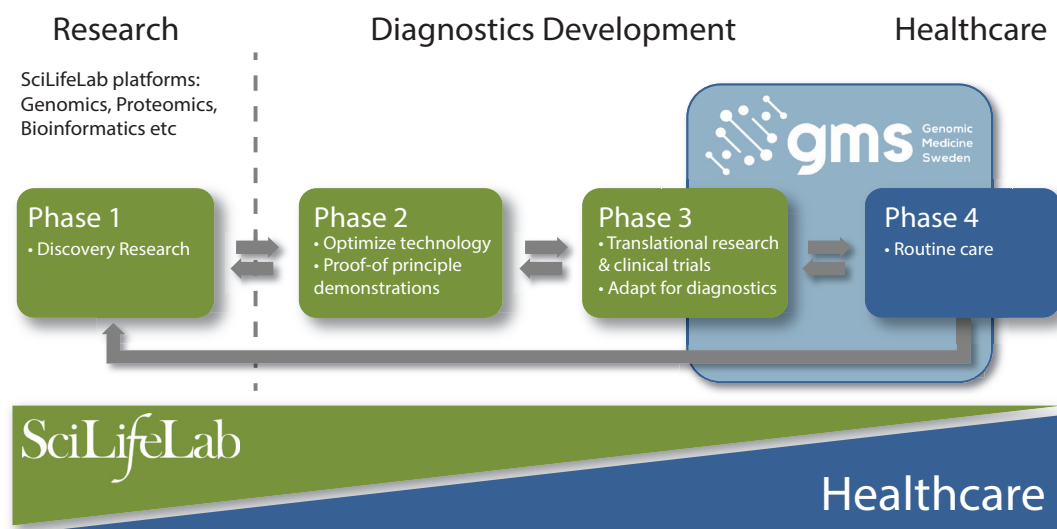 Research
Diagnostics Development
Healthcare
SciLifeLab platforms:
Genomics, Proteomics,
Bioinformatics etc
gms
Genomic
Medicine
Sweden
Phase 1
• Discovery Research
Phase 2
• Optimize technology
• Proof-of principle
demonstrations
Phase 3
• Translational research
& clinical trials
• Adapt for diagnostics
Phase 4
• Routine care
SciLifeLab
Healthcare